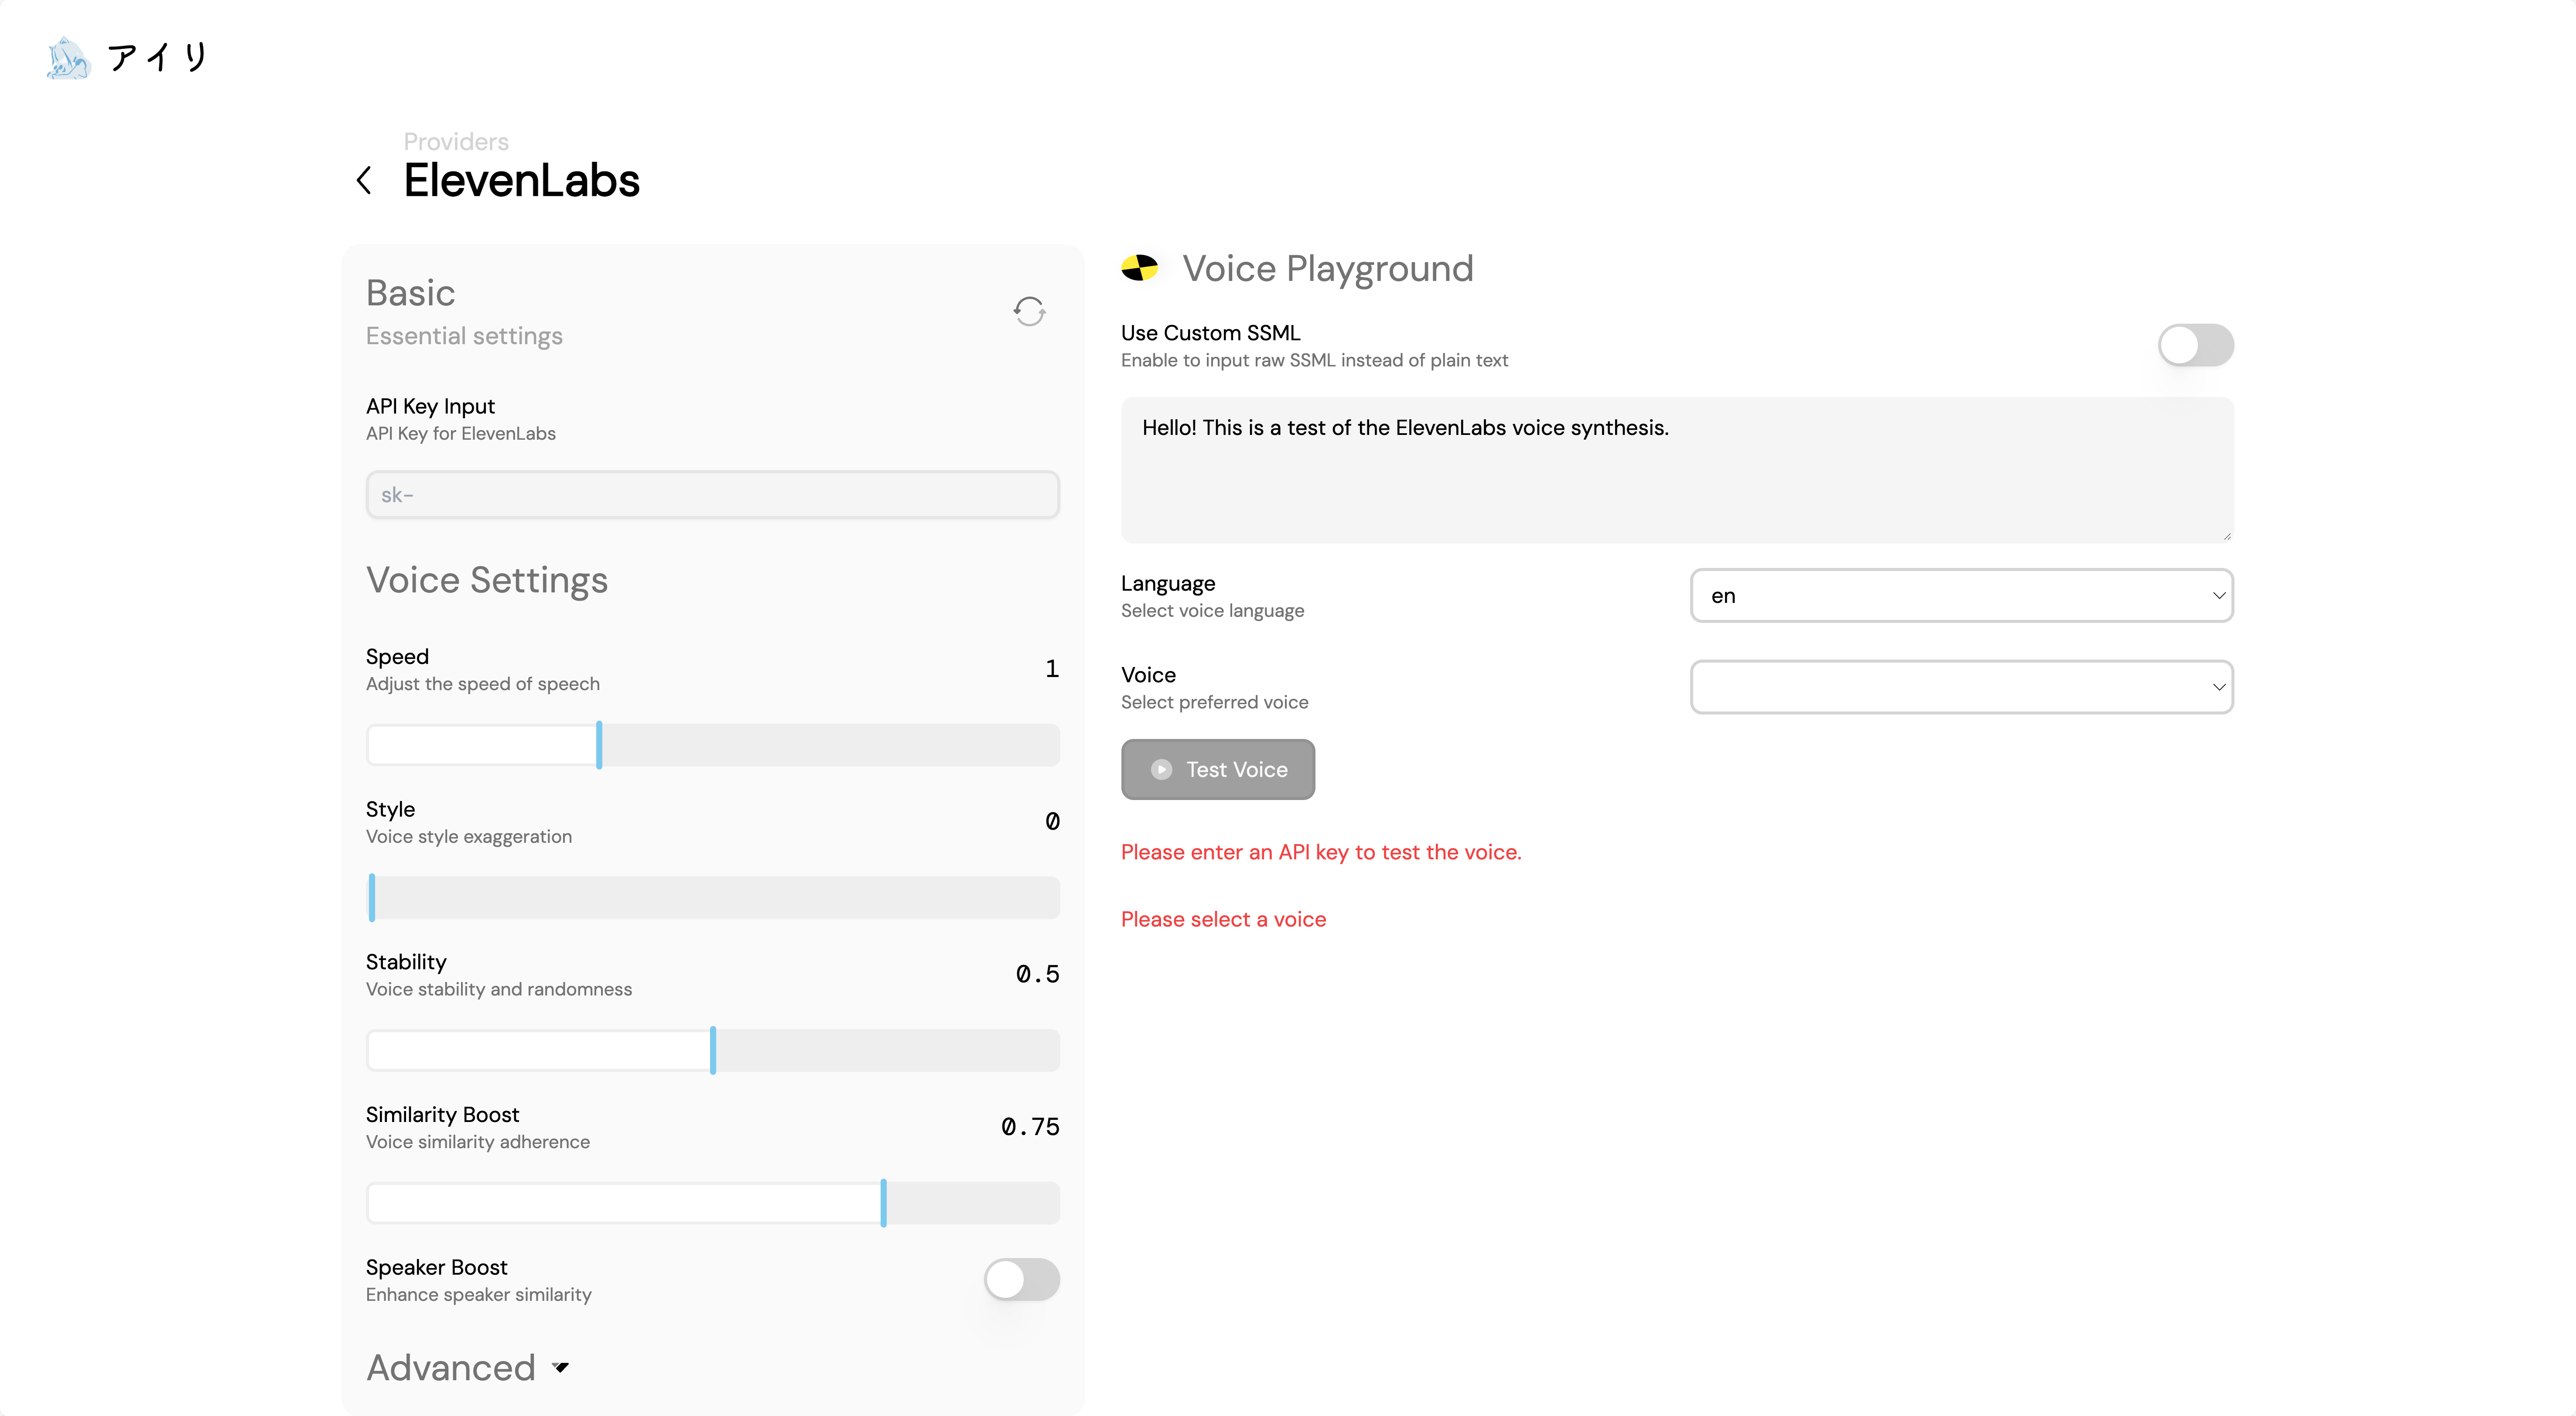 アイリ
Providers
ElevenLabs
Basic
Essential settings
API Key Input
API Key for ElevenLabs
sk-
Voice Settings
Speed
Adjust the speed of speech
1
Style
Voice style exaggeration
0
Stability
Voice stability and randomness
0.5
Similarity Boost
Voice similarity adherence
0.75
Speaker Boost
Enhance speaker similarity
Advanced
Voice Playground
Use Custom SSML
Enable to input raw SSML instead of plain text
Hello! This is a test of the ElevenLabs voice synthesis.
Language
Select voice language
en
Voice
Select preferred voice
Test Voice
Please enter an API key to test the voice.
Please select a voice